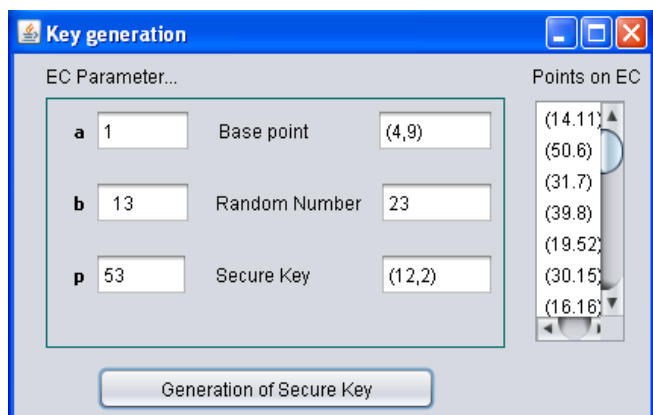 Key generation
EC Parameter... Points on EC
a 1 Base point (4,9)
b 13 Random Number 23
p 53 Secure Key (12,2)
(14.11)
(50.6)
(31.7)
(39.8)
(19.52)
(30.15)
(16.16)
Generation of Secure Key